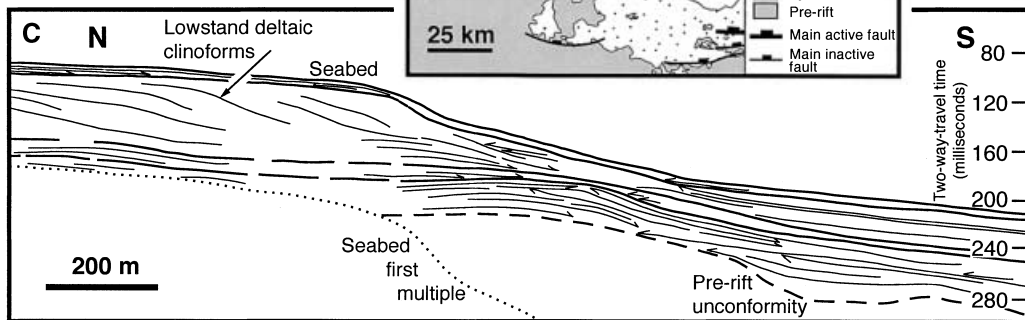 C
N
Lowstand deltaic
clinoforms
Seabed
25 km
Pre-rift
Main active fault
Main inactive
fault
S
Two-way-travel time
(milliseconds)
80
120
160
200
240
280
Seabed
first
multiple
200 m
Pre-rift
unconformity